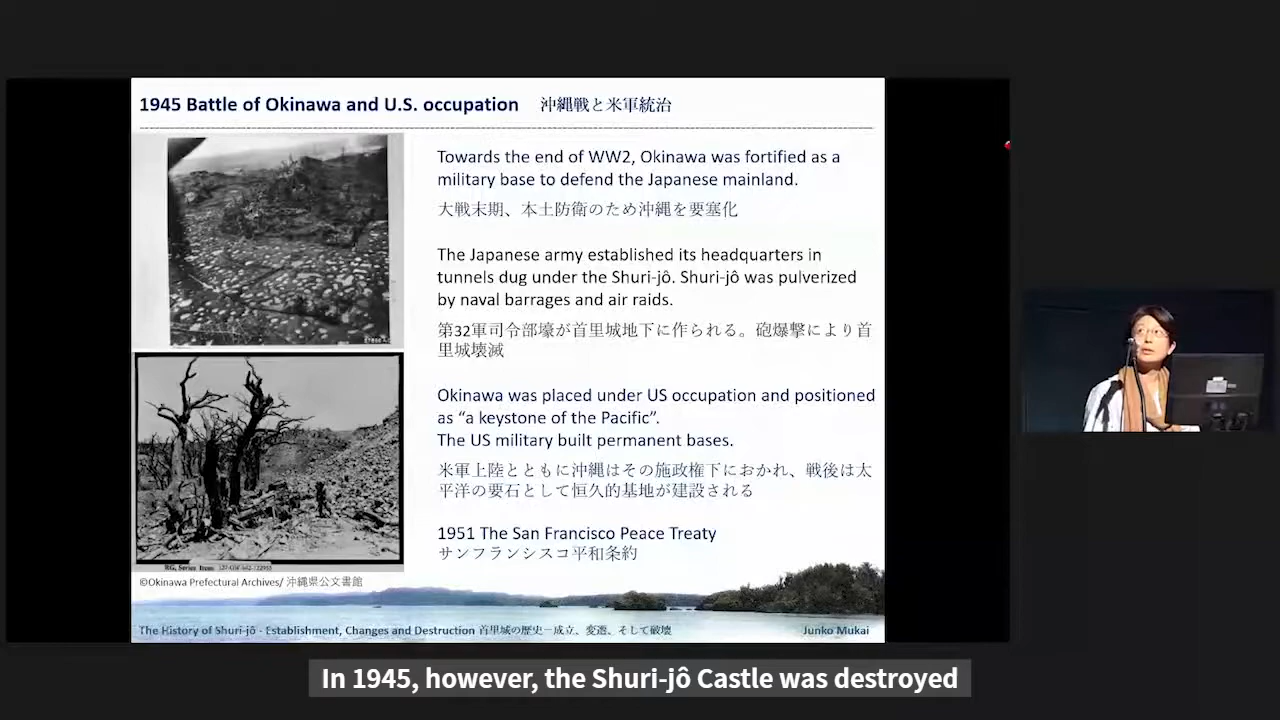 1945 Battle of Okinawa and U.S. occupation 沖縄戦と米軍統治
Towards the end of WW2, Okinawa was fortified as a
military base to defend the Japanese mainland.
大戦末期、本土防衛のため沖縄を要塞化
The Japanese army established its headquarters in
tunnels dug under the Shuri-jô. Shuri-jô was pulverized
by naval barrages and air raids.
第32軍司令部壕が首里城地下に作られる。砲爆撃により首
里城壊滅
Okinawa was placed under US occupation and positioned
as “a keystone of the Pacific”.
The US military built permanent bases.
米軍上陸とともに沖縄はその施政権下におかれ、戦後は太
平洋の要石として恒久的基地が建設される
1951 The San Francisco Peace Treaty
サンフランシスコ平和条約
RG, Series Item
©Okinawa Prefectural Archives/ 沖縄県公文書館
The History of Shuri-jô - Establishment, Changes and Destruction 首里城の歴史－成立、変遷、そして破壊
Junko Mukai
In 1945, however, the Shuri-jô Castle was destroyed